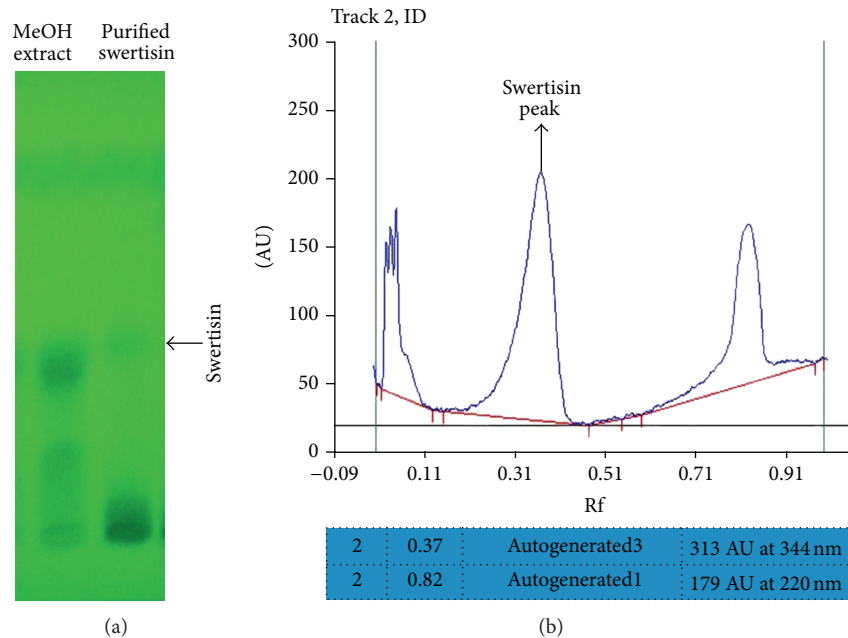 MeOH extract
Purified swertisin
Swertisin
(a)
(b)
Track 2, ID
300
250
200
150
100
50
0
(AU)
Swertisin
peak
−0.09
0.11
0.31
0.51
0.71
0.91
Rf
2 0.37 Autogenerated3 313 AU at 344 nm
2 0.82 Autogenerated1 179 AU at 220 nm